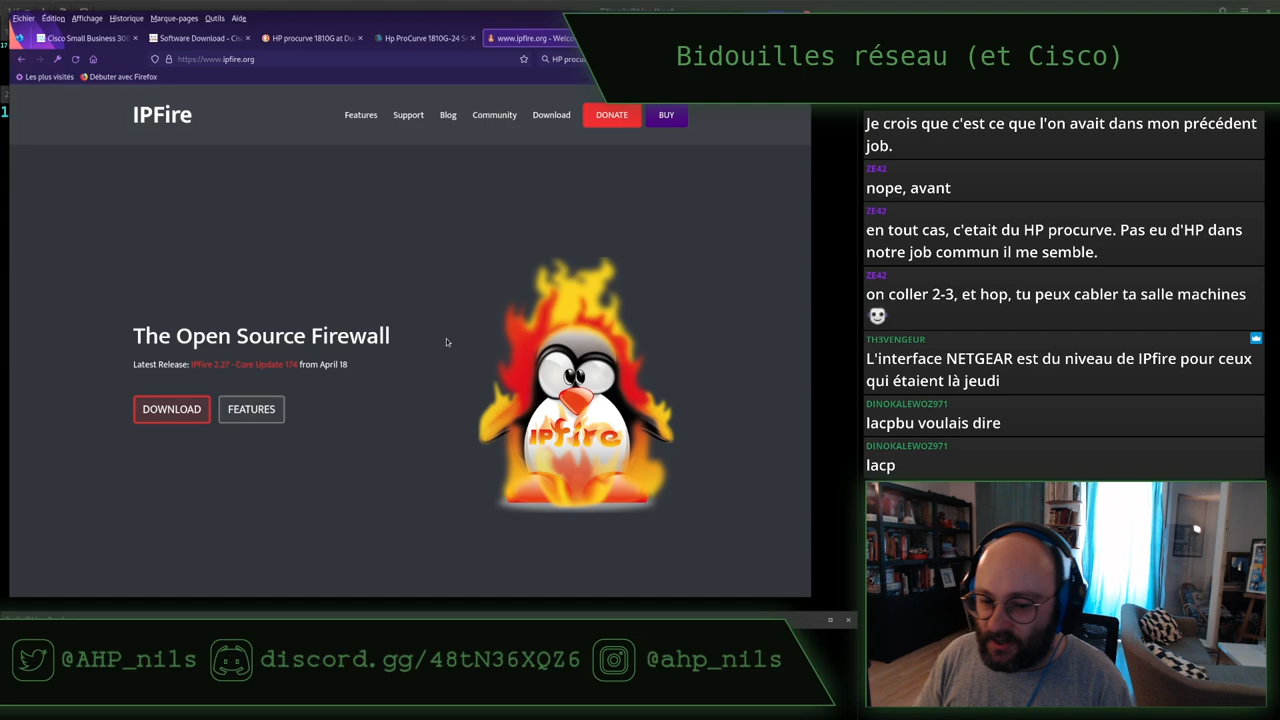 Fichier Édition Affichage Historique Marque-pages Outils Aide
Cisco Small Business 300
Software Download - Cis
HP procurve 1810G at Du
Hp ProCurve 1810G-24 S
www.ipfire.org - Welco
https://www.ipfire.org
HP procu
Les plus visités Débuter avec Firefox
Bidouilles réseau (et Cisco)
IPFire
Features Support Blog Community Download DONATE BUY
The Open Source Firewall
Latest Release: IPFire 2.27 - Core Update 174 from April 18
DOWNLOAD FEATURES
IPfire
Je crois que c'est ce que l'on avait dans mon précédent
job.
ZE42
nope, avant
ZE42
en tout cas, c'etait du HP procurve. Pas eu d'HP dans
notre job commun il me semble.
ZE42
on coller 2-3, et hop, tu peux cabler ta salle machines
TH3VENGEUR
L'interface NETGEAR est du niveau de IPfire pour ceux
qui étaient là jeudi
DINOKALEWOZ971
lacpbu voulais dire
DINOKALEWOZ971
lacp
@AHP_nils
discord.gg/48tN36XQZ6
@ahp_nils